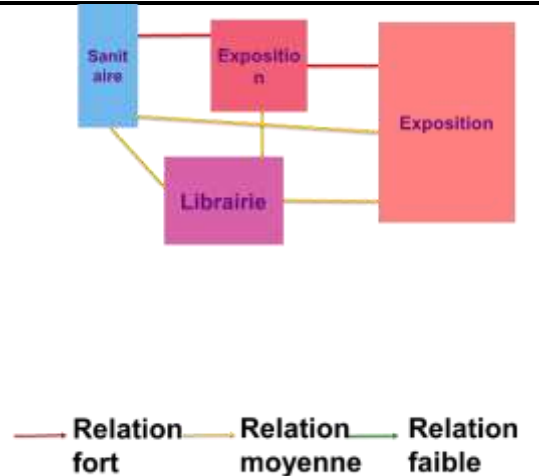 Sanit
aire
Expositio
n
Exposition
Librairie
Relation
fort
Relation
moyenne
Relation
faible